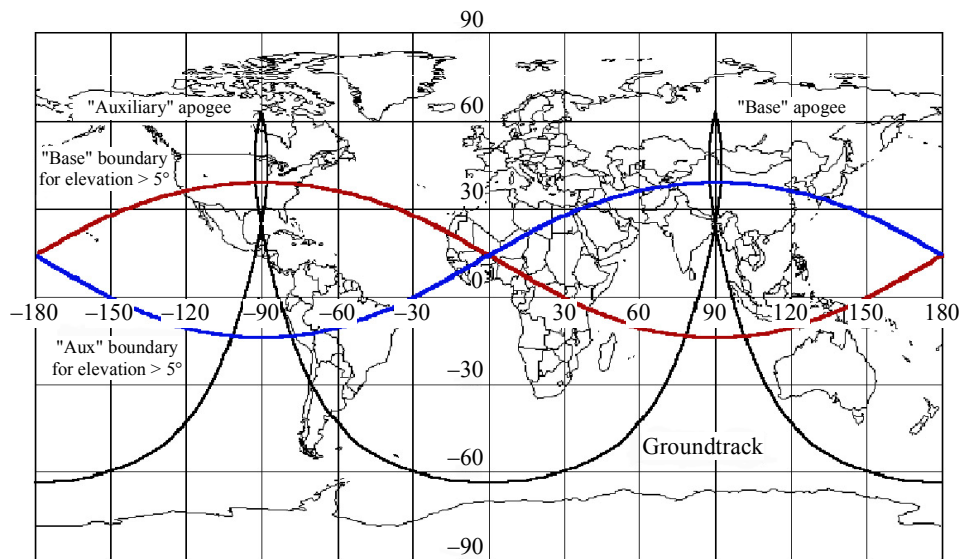 90
"Auxiliary" apogee
"Base" apogee
60
"Base" boundary
for elevation > 5°
30
0
−180 −150 −120 −90 −60 −30 30 60 90 120 150 180
"Aux" boundary
for elevation > 5°
−30
Groundtrack
−60
−90